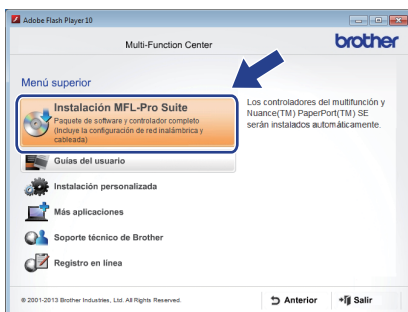 Adobe Flash Player 10
Multi-Function Center
brother
Menú superior
Instalación MFL-Pro Suite
Paquete de software y controlador completo
(Incluye la configuración de red inalámbrica y
cableada)
Los controladores del multifunción y
Nuance(TM) PaperPort(TM) SE
serán instalados automáticamente.
Guías del usuario
Instalación personalizada
Más aplicaciones
Soporte técnico de Brother
Registro en línea
© 2001-2013 Brother Industries, Ltd. All Rights Reserved.
Anterior
Salir